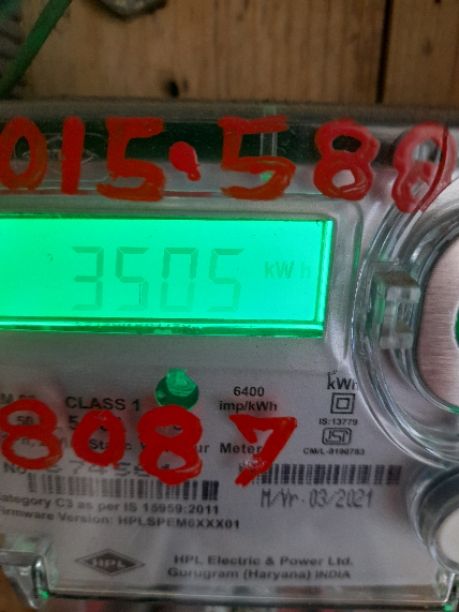 015.588
3505 kWh
CLASS 1
6400
imp/kWh
kWh
IS:13779
8087
Meter
CM/L-8190783
M/Yr.03/2021
Category C3 as per IS 15959:2011
Firmware Version: HPLSPEM6XXX01
HPL
HPL Electric & Power Ltd.
Gurugram (Haryana) INDIA